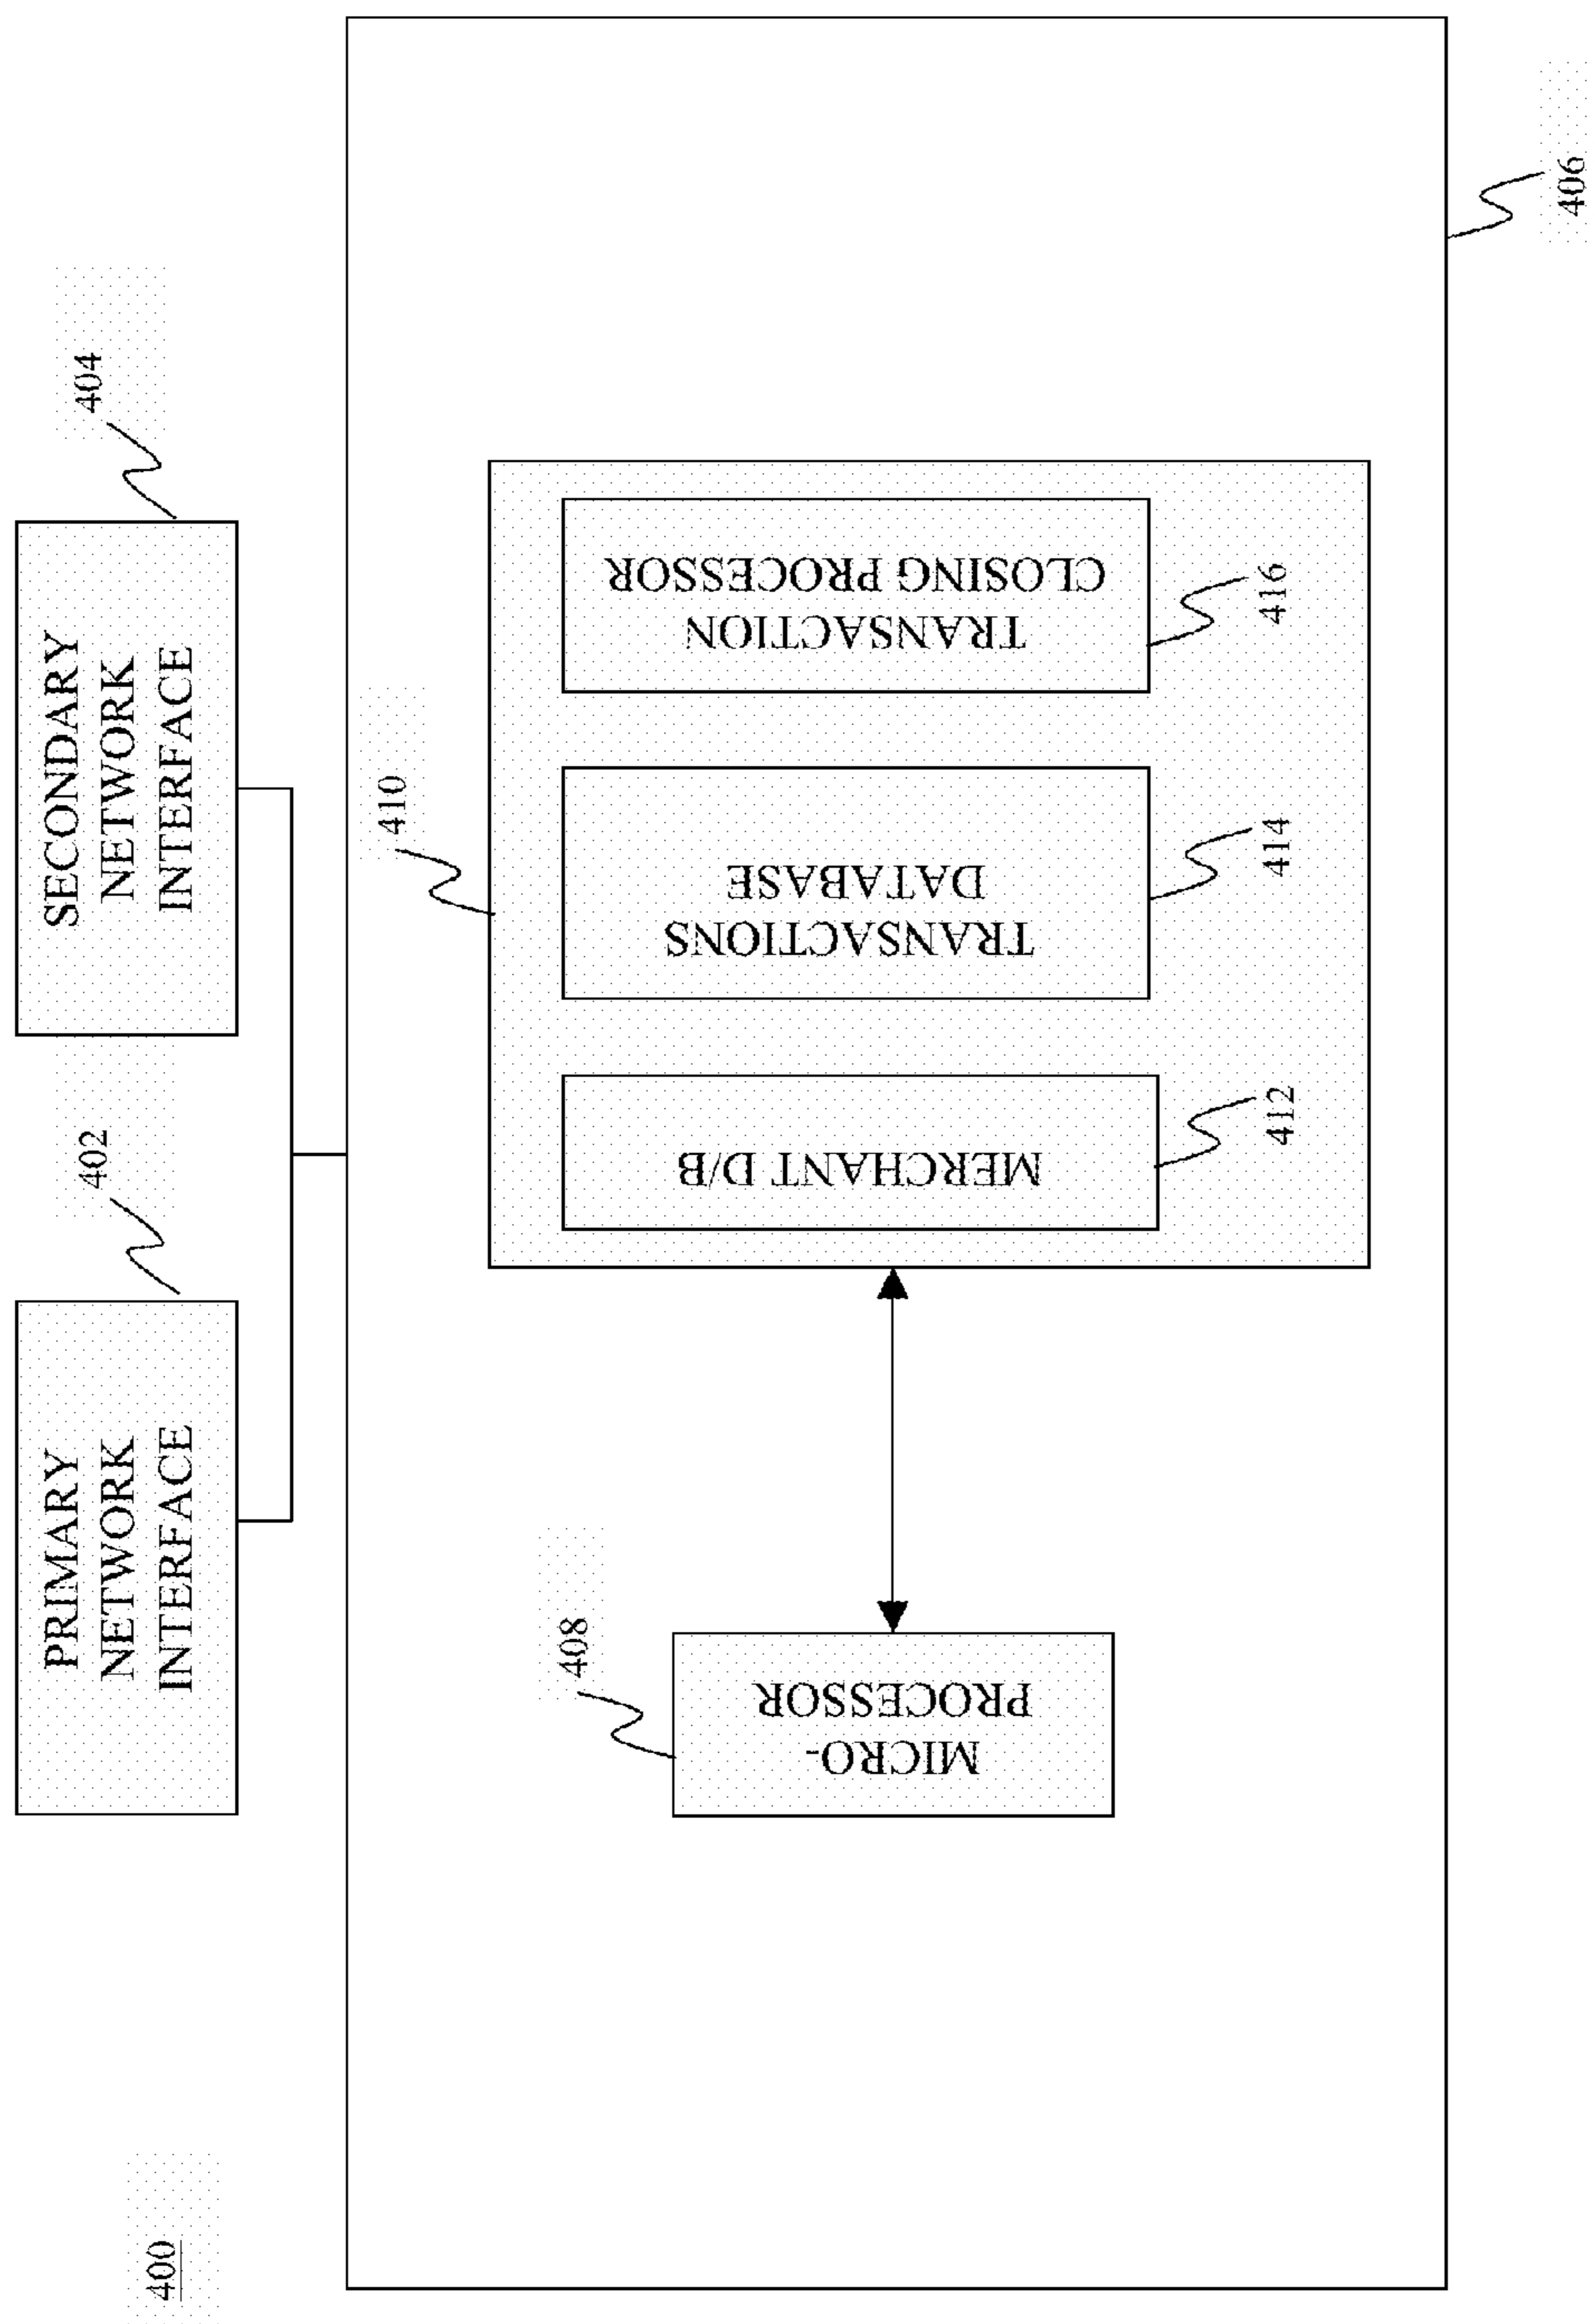 400
PRIMARY
NETWORK
INTERFACE
402
SECONDARY
NETWORK
INTERFACE
404
MICRO-
PROCESSOR
408
410
MERCHANT D/B
412
TRANSACTIONS
DATABASE
414
TRANSACTION
CLOSING PROCESSOR
416
406